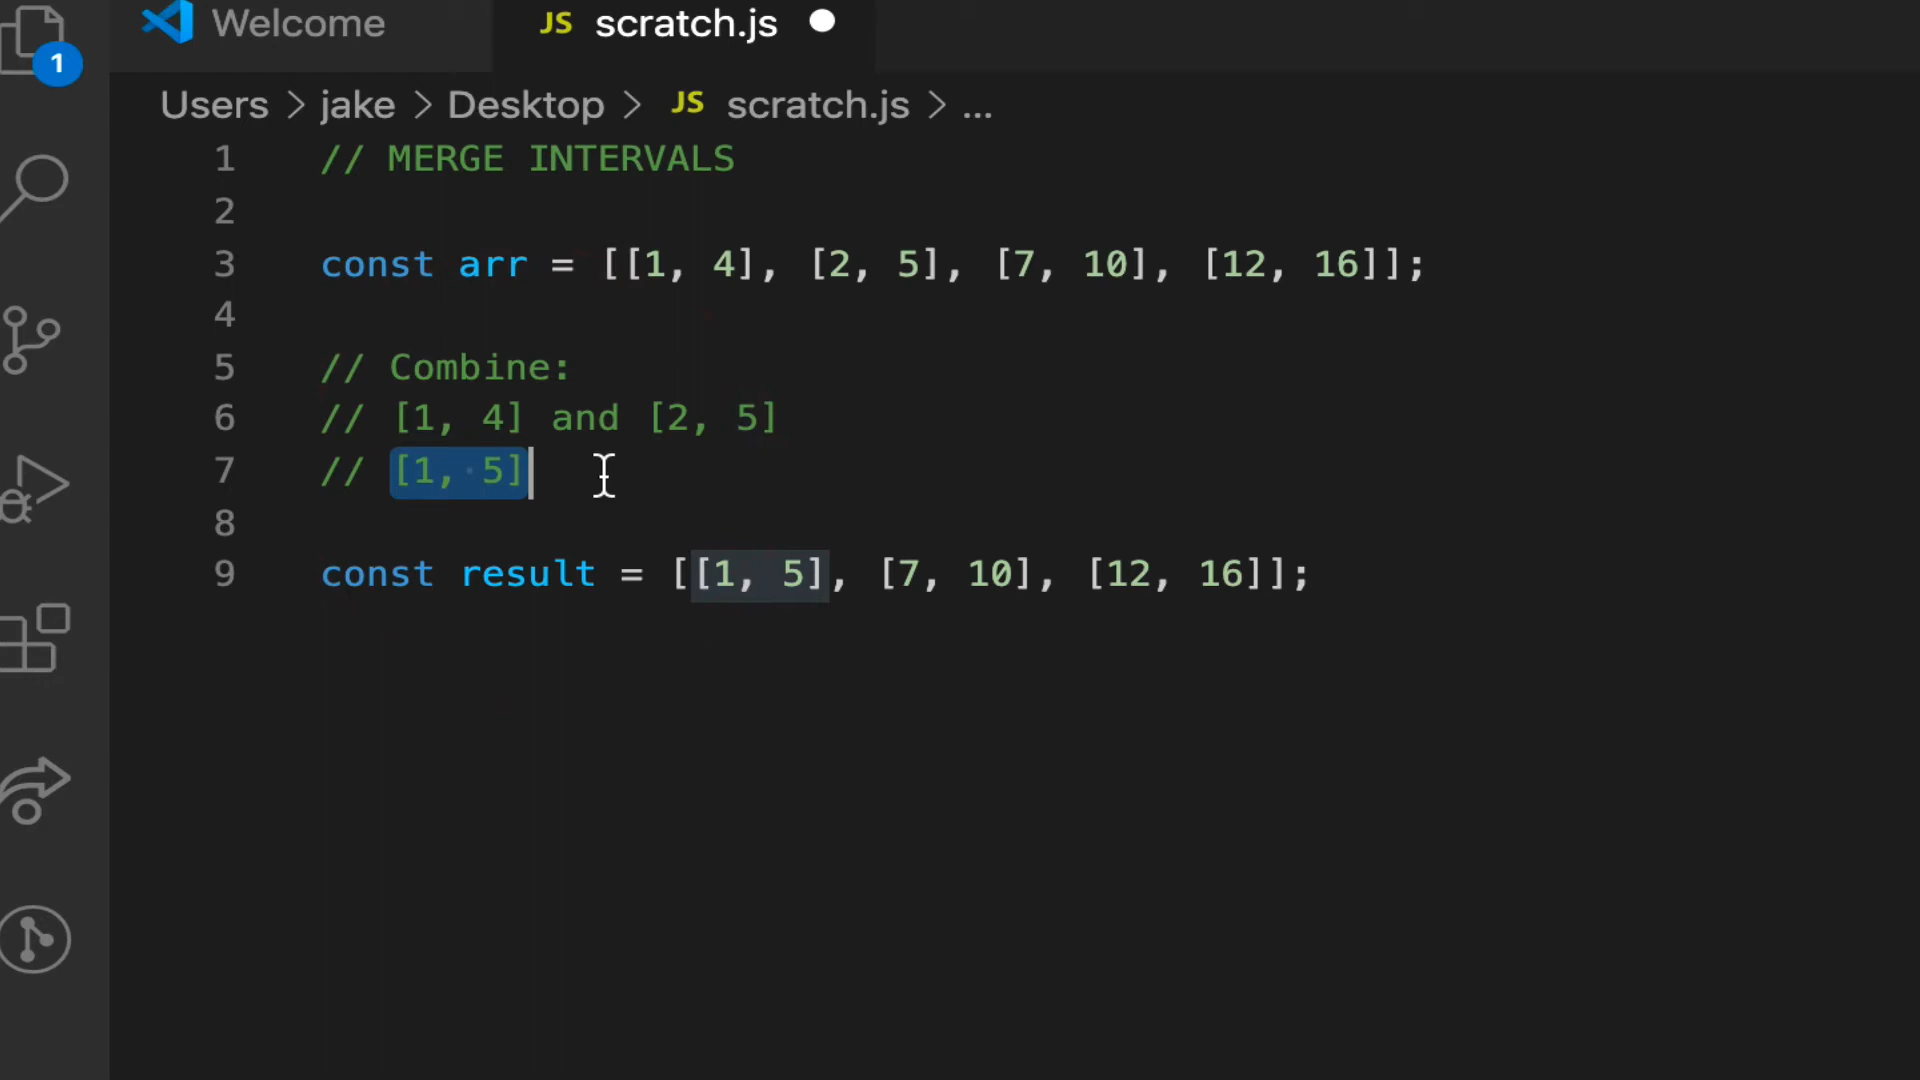 Welcome
JS scratch.js
1
Users > jake > Desktop > JS scratch.js > ...
1 // MERGE INTERVALS
2
3 const arr = [[1, 4], [2, 5], [7, 10], [12, 16]];
4
5 // Combine:
6 // [1, 4] and [2, 5]
7 // [1, 5]
8
9 const result = [[1, 5], [7, 10], [12, 16]];